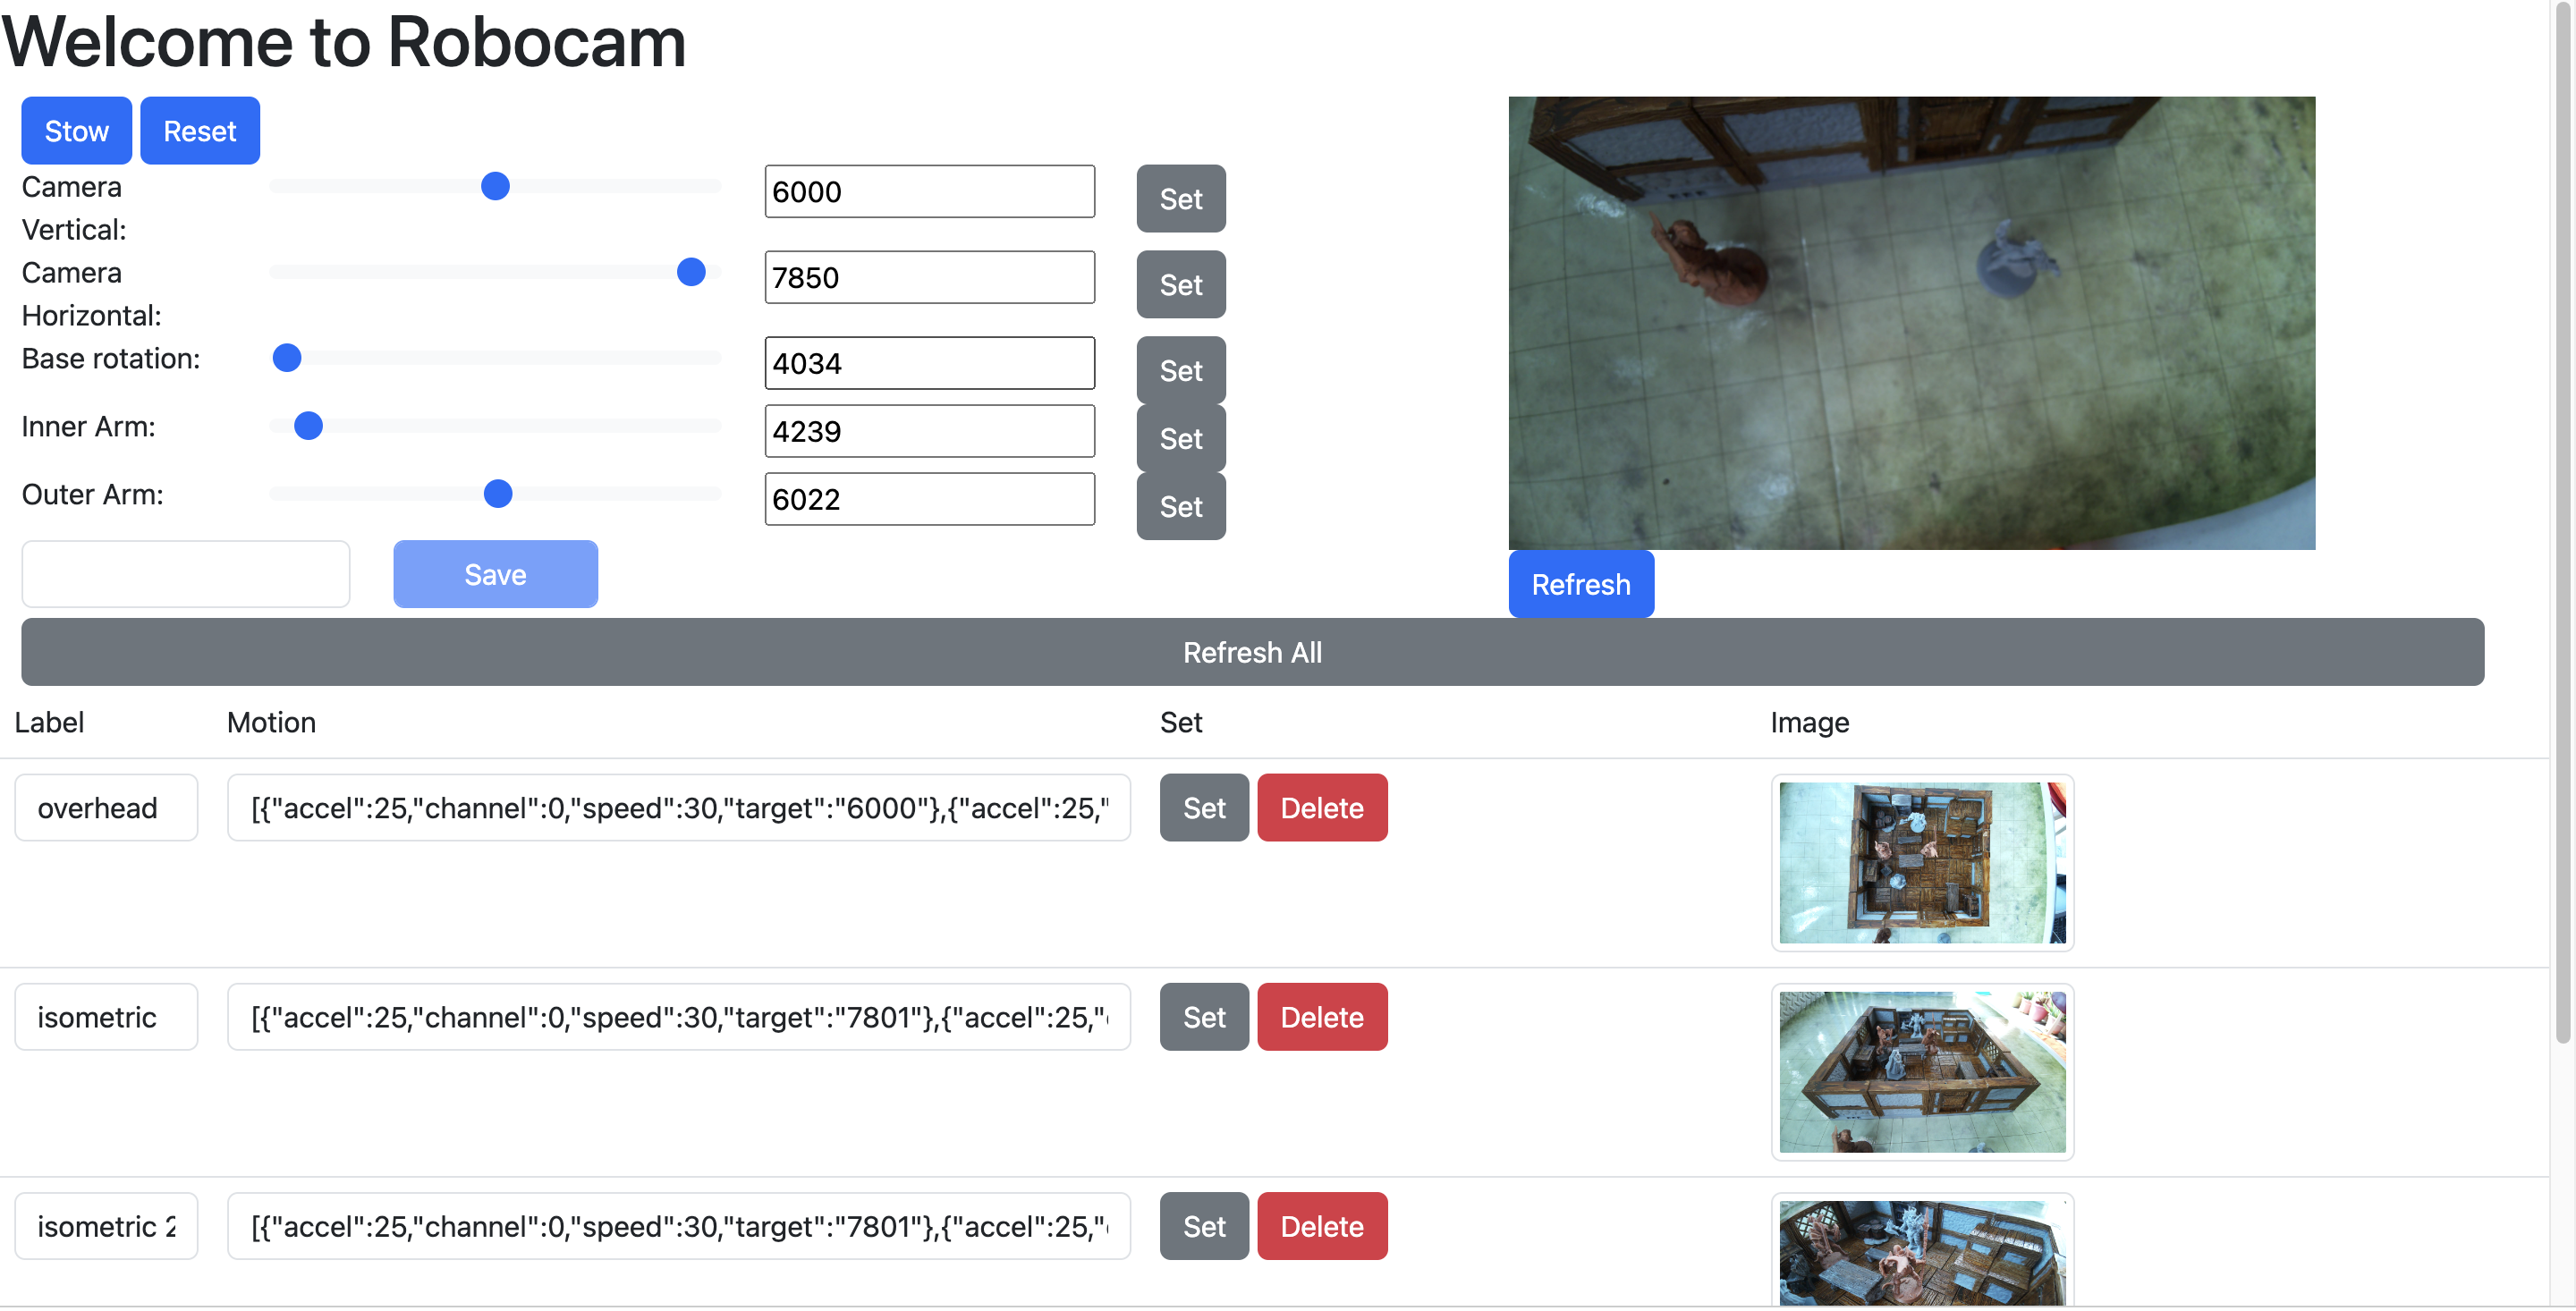 Welcome to Robocam
Stow Reset
Camera Vertical: 6000 Set
Camera Horizontal: 7850 Set
Base rotation: 4034 Set
Inner Arm: 4239 Set
Outer Arm: 6022 Set
Save
Refresh
Refresh All
Label Motion Set Image
overhead [{"accel":25,"channel":0,"speed":30,"target":"6000"},{"accel":25," Set Delete
isometric [{"accel":25,"channel":0,"speed":30,"target":"7801"},{"accel":25," Set Delete
isometric 2 [{"accel":25,"channel":0,"speed":30,"target":"7801"},{"accel":25," Set Delete